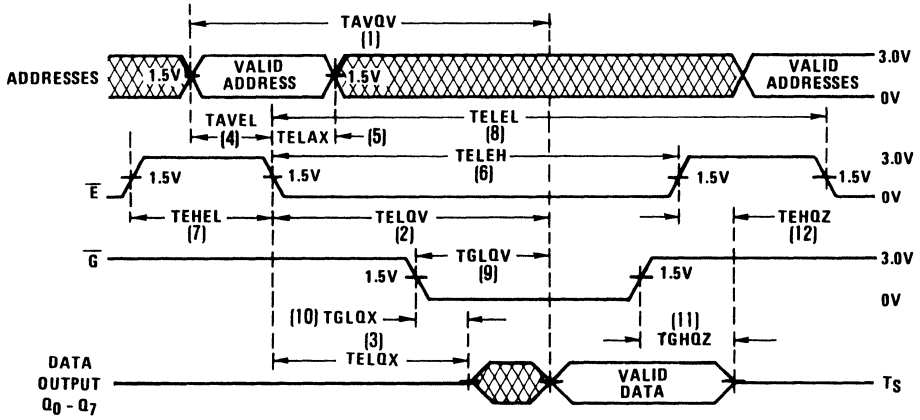 TAVQV
(1)
ADDRESSES
1.5V
VALID
ADDRESS
1.5V
VALID
ADDRESSES
3.0V
0V
TAVEL
(4)
TELAX
(5)
TELEL
(8)
TELEH
(6)
E
1.5V
1.5V
1.5V
1.5V
3.0V
0V
TEHEL
(7)
TELQV
(2)
TEHQZ
(12)
G
TGLQV
(9)
1.5V
1.5V
3.0V
0V
(10) TGLQX
(3)
TELQX
(11)
TGHQZ
DATA
OUTPUT
Q0 - Q7
VALID
DATA
TS